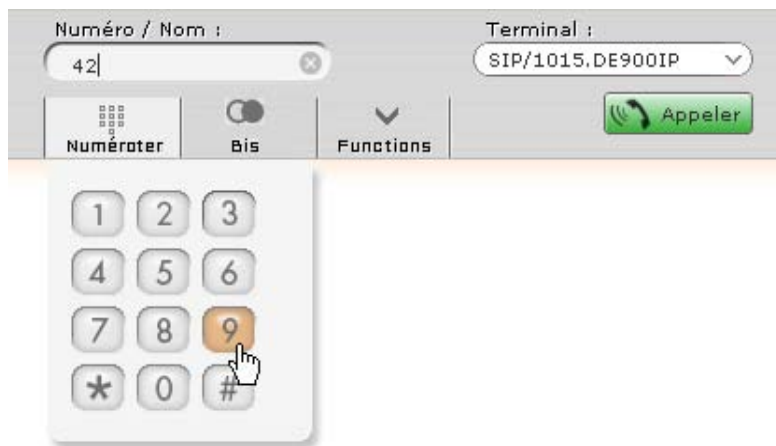 Numéro / Nom : Terminal :
42 SIP/1015.DE900IP
Appeler
Numéroter Bis Functions
1 2 3
4 5 6
7 8 9
* 0 #